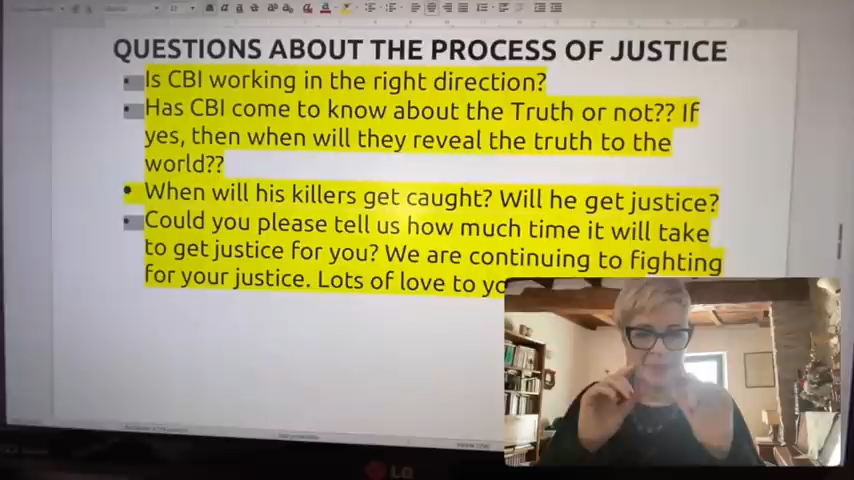 QUESTIONS ABOUT THE PROCESS OF JUSTICE
Is CBI working in the right direction?
Has CBI come to know about the Truth or not?? If
yes, then when will they reveal the truth to the
world??
When will his killers get caught? Will he get justice?
Could you please tell us how much time it will take
to get justice for you? We are continuing to fighting
for your justice. Lots of love to yo
LG